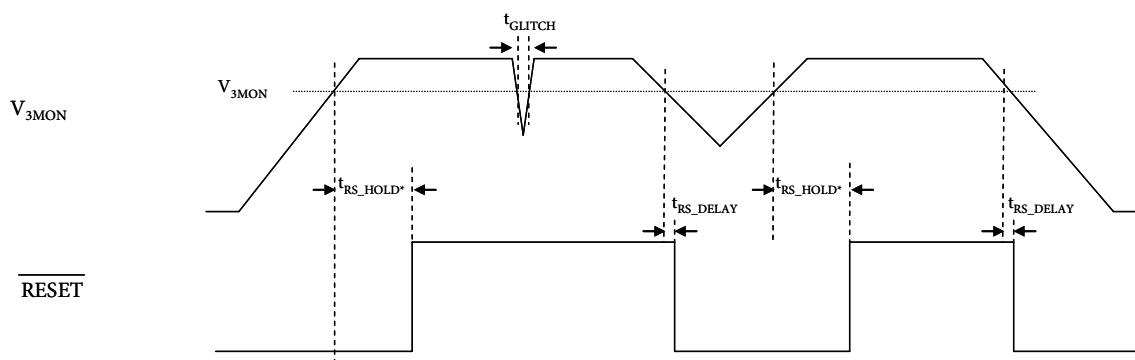 tGLITCH
V3MON
V3MON
tRS_HOLD*
tRS_HOLD*
tRS_DELAY
tRS_DELAY
RESET